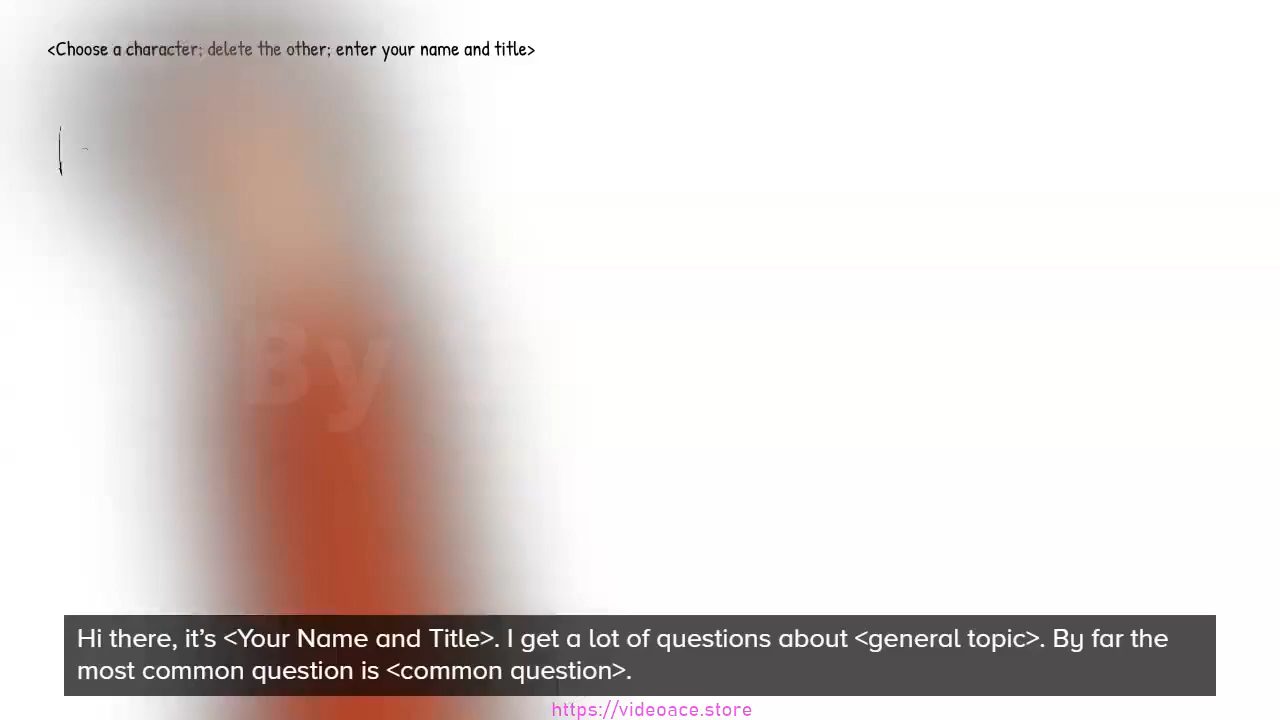 <Choose a character; delete the other; enter your name and title>
By
Hi there, it’s <Your Name and Title>. I get a lot of questions about <general topic>. By far the
most common question is <common question>.
https://videoace.store